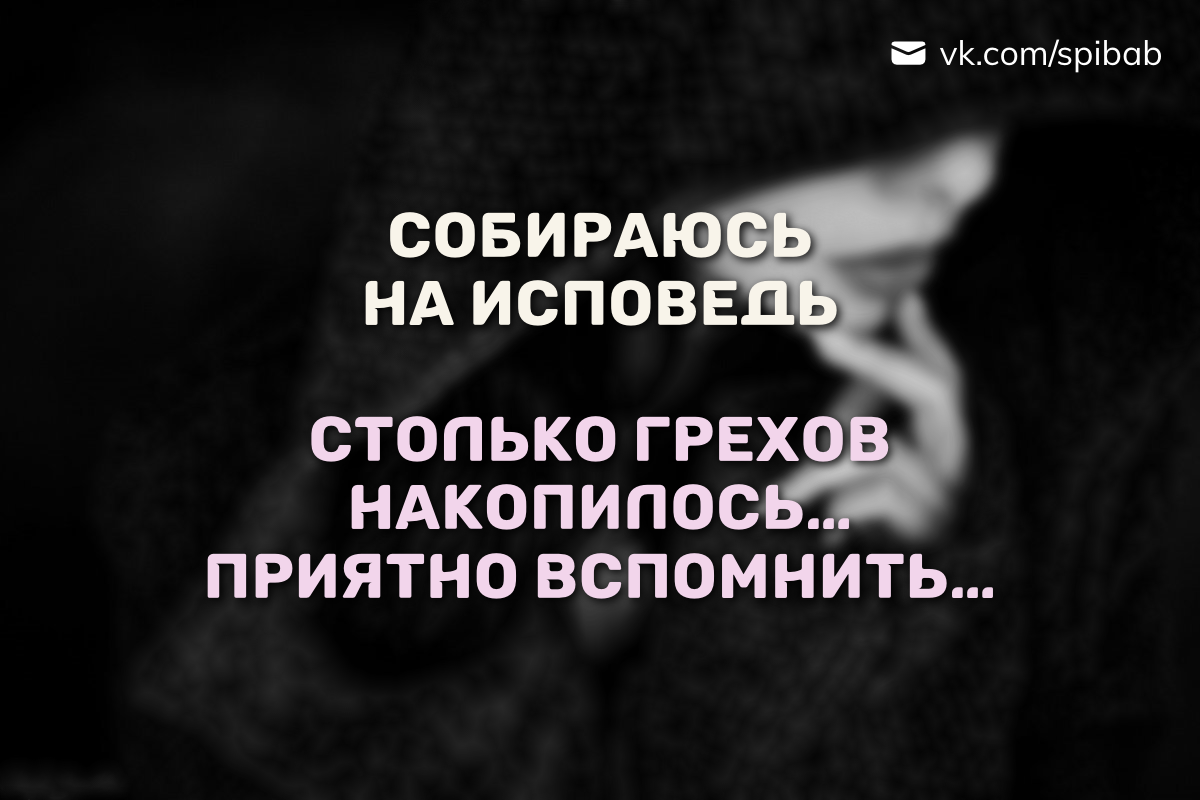 vk.com/spibab
СОБИРАЮСЬ
НА ИСПОВЕДЬ
СТОЛЬКО ГРЕХОВ
НАКОПИЛОСЬ...
ПРИЯТНО ВСПОМНИТЬ...